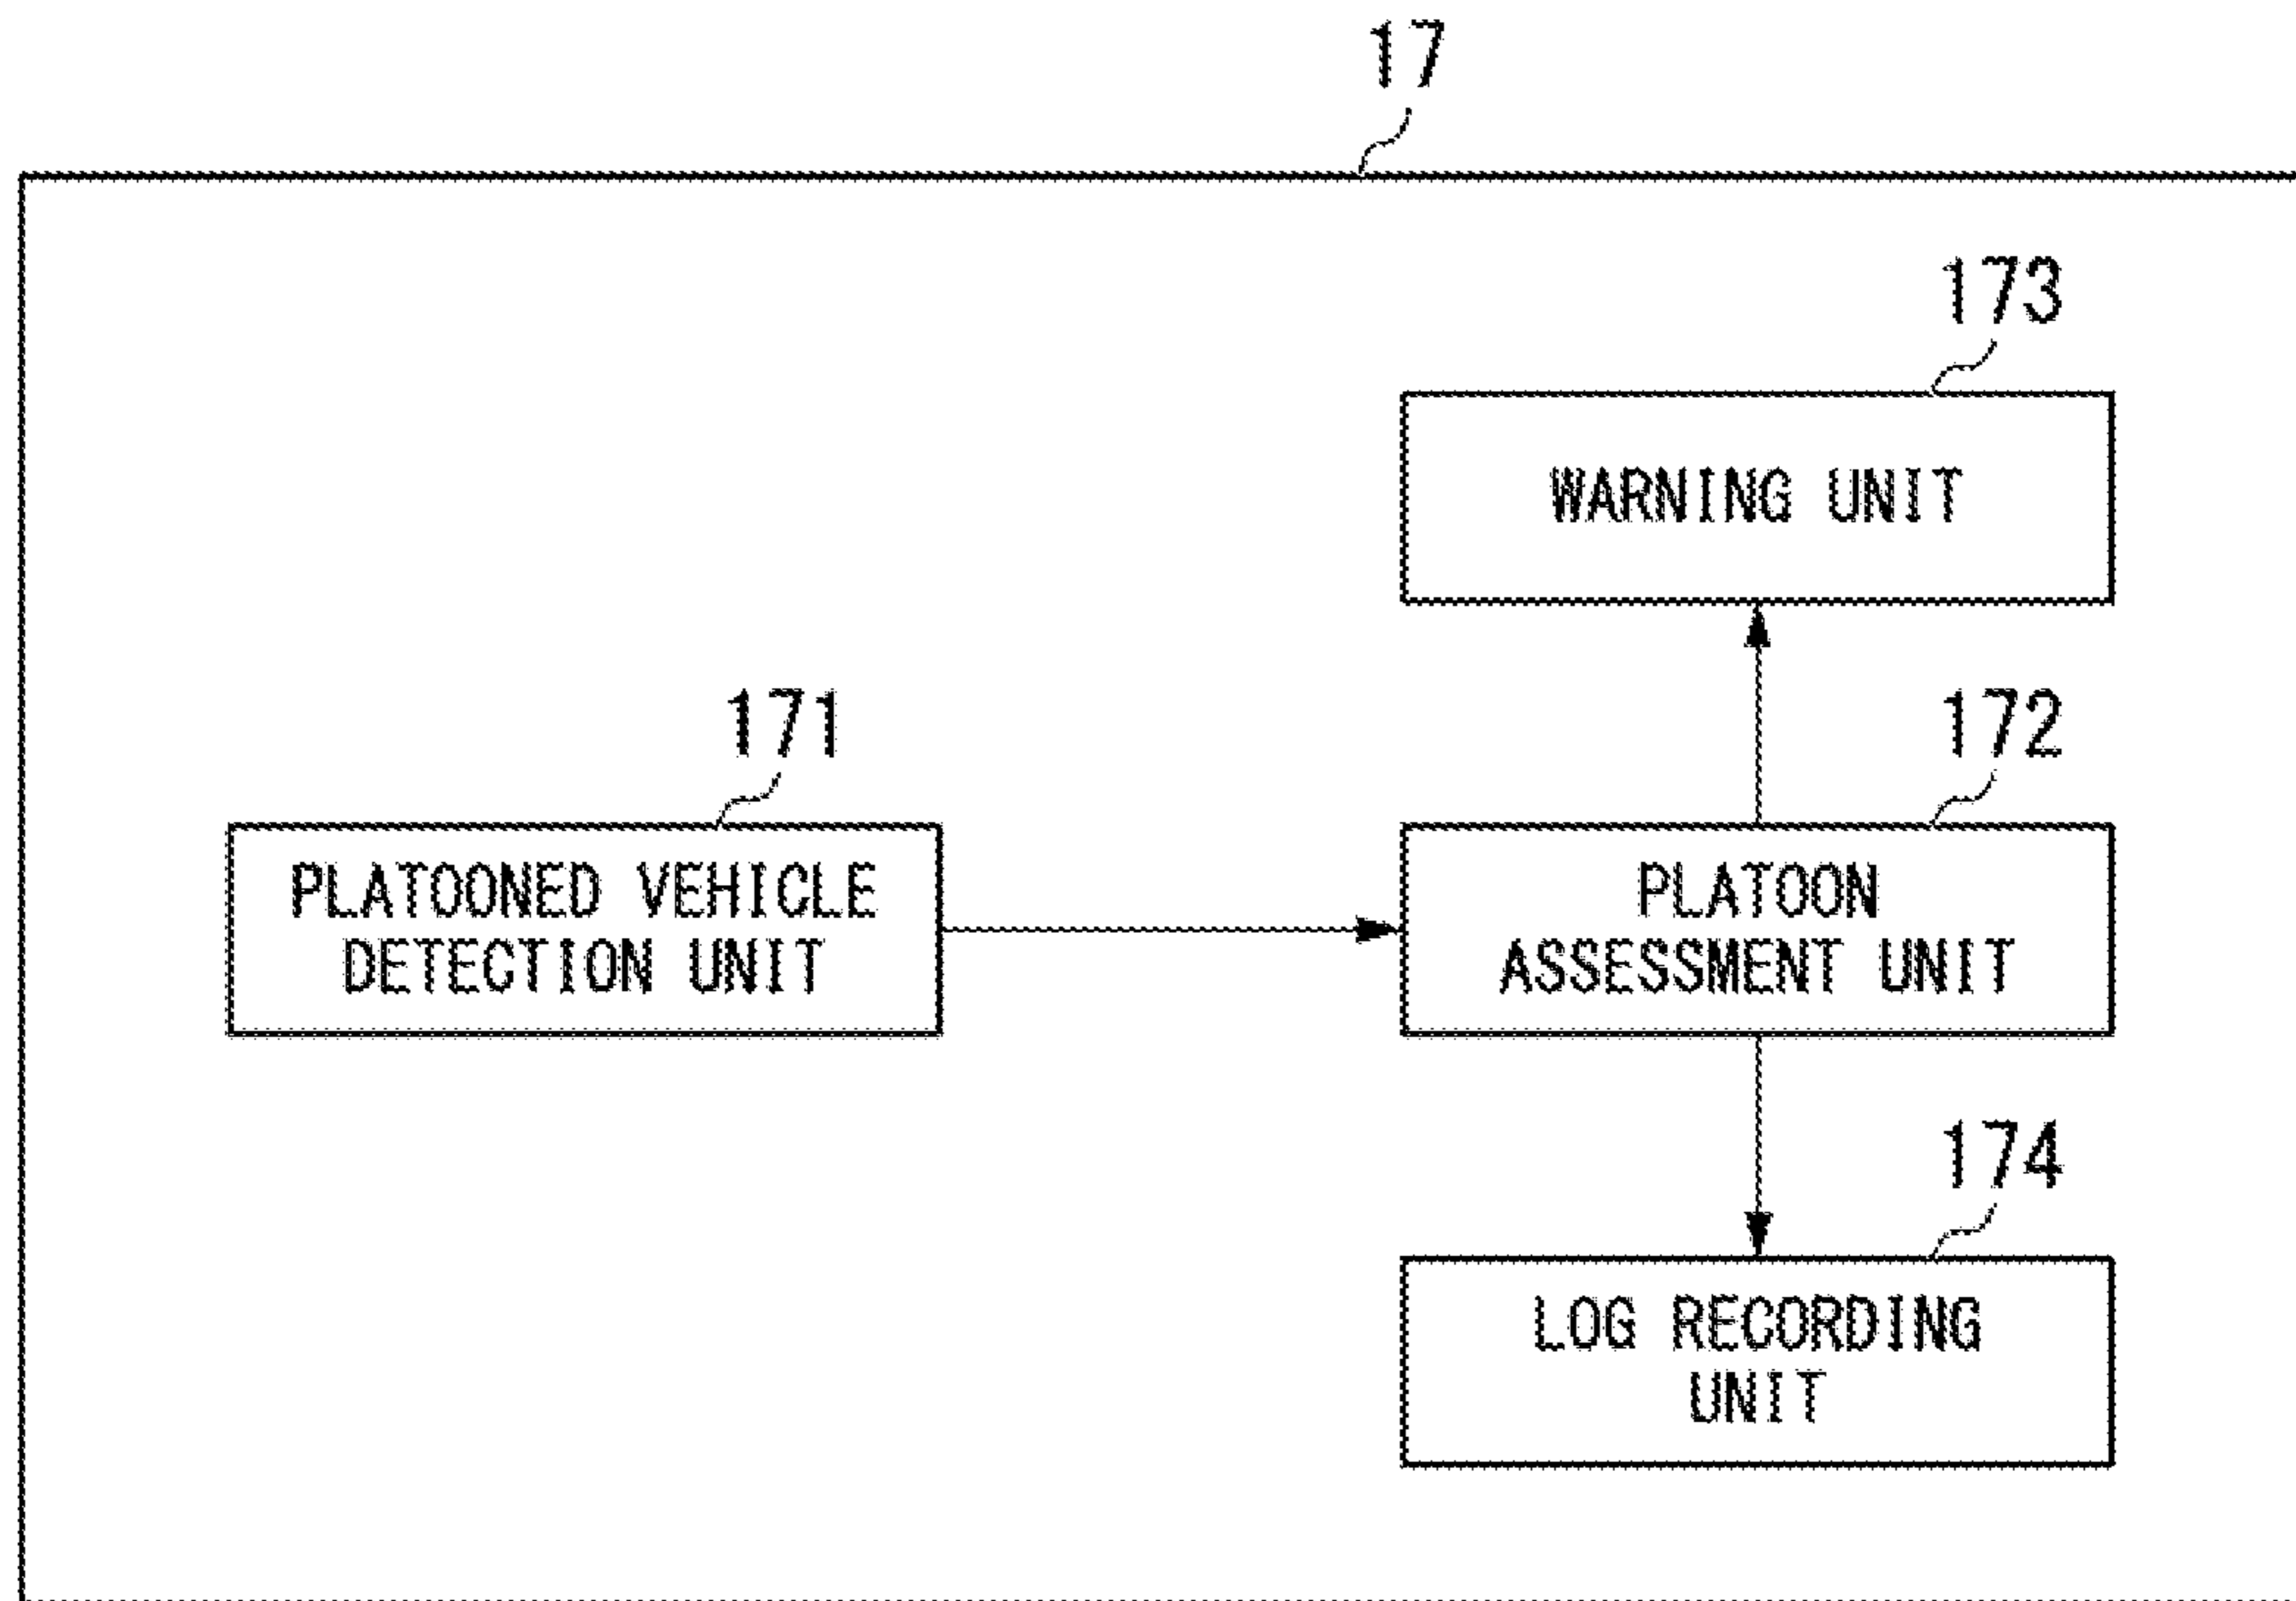 17
173
WARNING UNIT
171
PLATOONED VEHICLE
DETECTION UNIT
172
PLATOON
ASSESSMENT UNIT
174
LOG RECORDING
UNIT